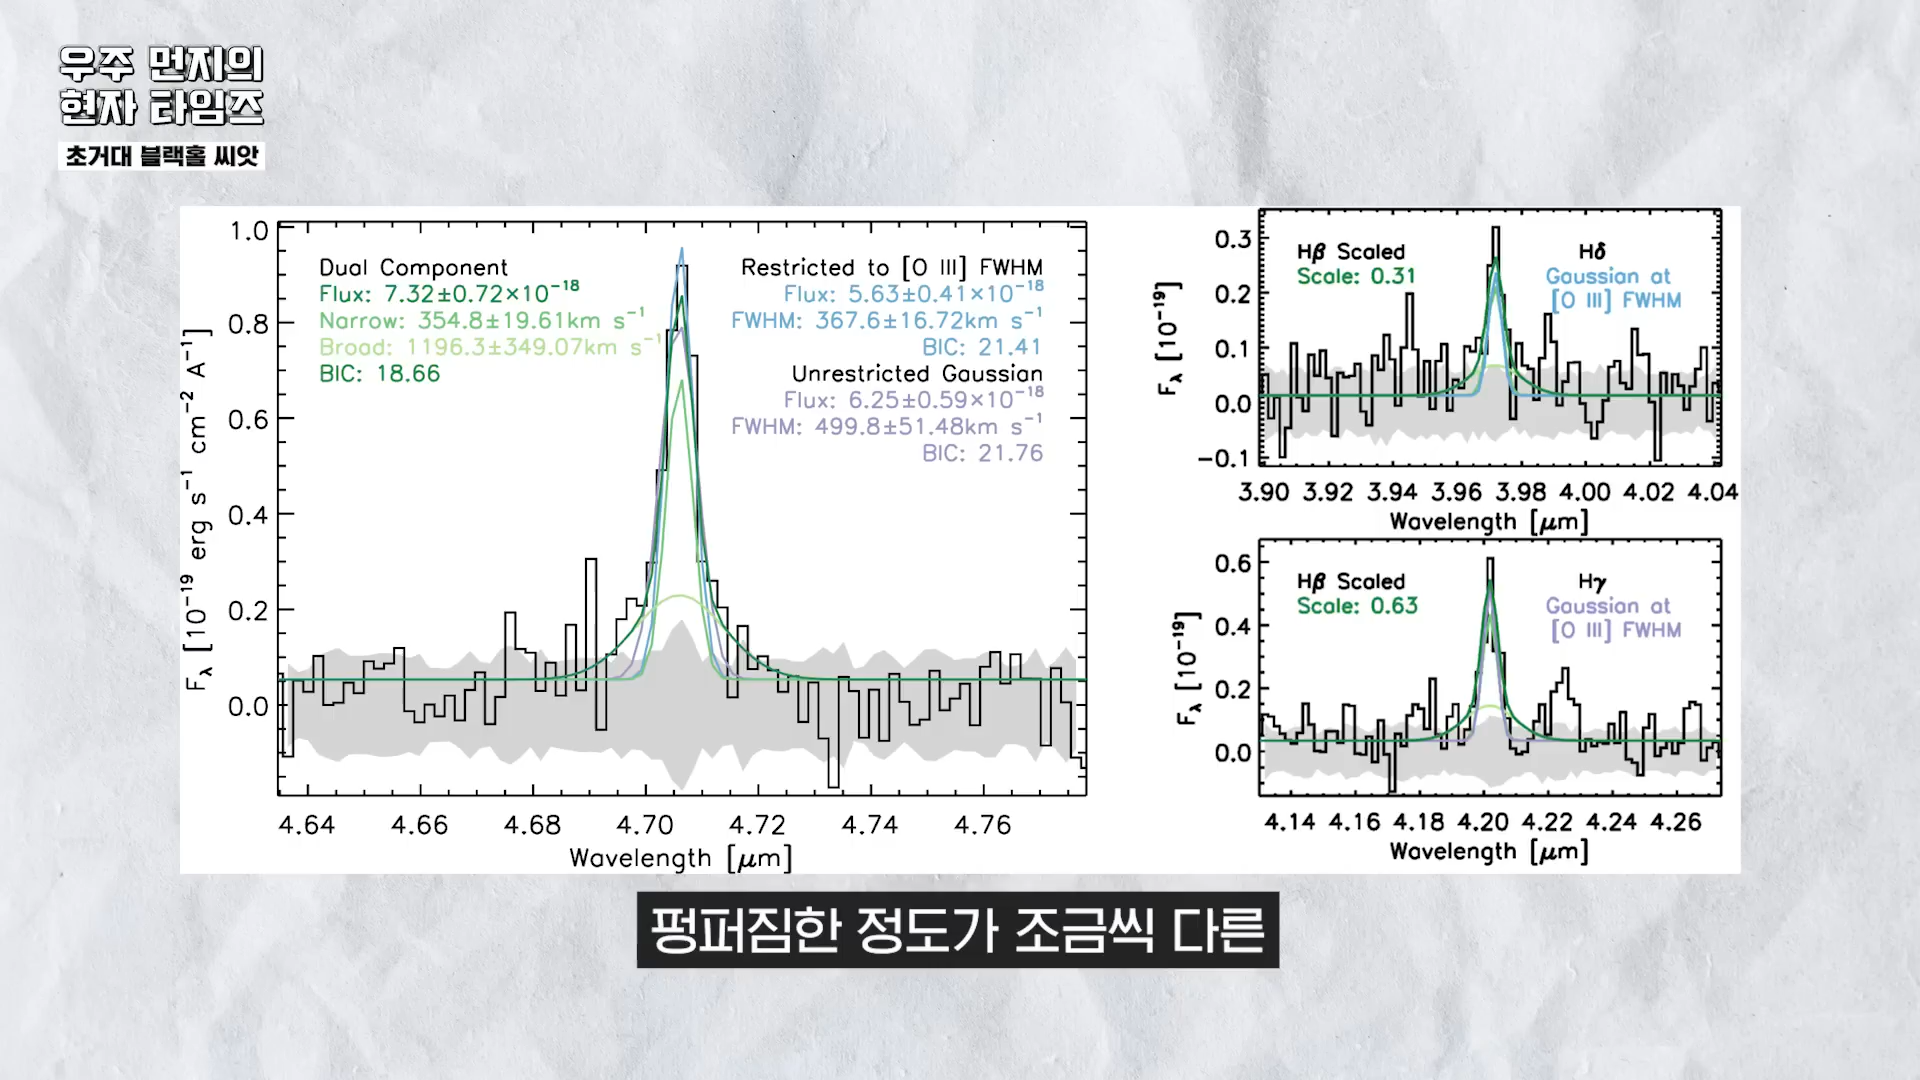 우주 먼지의
현자 타임즈
초거대 블랙홀 씨앗
1.0
0.8
0.6
0.4
0.2
0.0
F_λ [10⁻¹⁹ erg s⁻¹ cm⁻² A⁻¹]
Dual Component
Flux: 7.32±0.72×10⁻¹⁸
Narrow: 354.8±19.61km s⁻¹
Broad: 1196.3±349.07km s⁻¹
BIC: 18.66
Restricted to [O III] FWHM
Flux: 5.63±0.41×10⁻¹⁸
FWHM: 367.6±16.72km s⁻¹
BIC: 21.41
Unrestricted Gaussian
Flux: 6.25±0.59×10⁻¹⁸
FWHM: 499.8±51.48km s⁻¹
BIC: 21.76
4.64 4.66 4.68 4.70 4.72 4.74 4.76
Wavelength [μm]
0.3
0.2
0.1
0.0
−0.1
F_λ [10⁻¹⁹]
Hβ Scaled
Scale: 0.31
Hδ
Gaussian at
[O III] FWHM
3.90 3.92 3.94 3.96 3.98 4.00 4.02 4.04
Wavelength [μm]
0.6
0.4
0.2
0.0
F_λ [10⁻¹⁹]
Hβ Scaled
Scale: 0.63
Hγ
Gaussian at
[O III] FWHM
4.14 4.16 4.18 4.20 4.22 4.24 4.26
Wavelength [μm]
펑퍼짐한 정도가 조금씩 다른